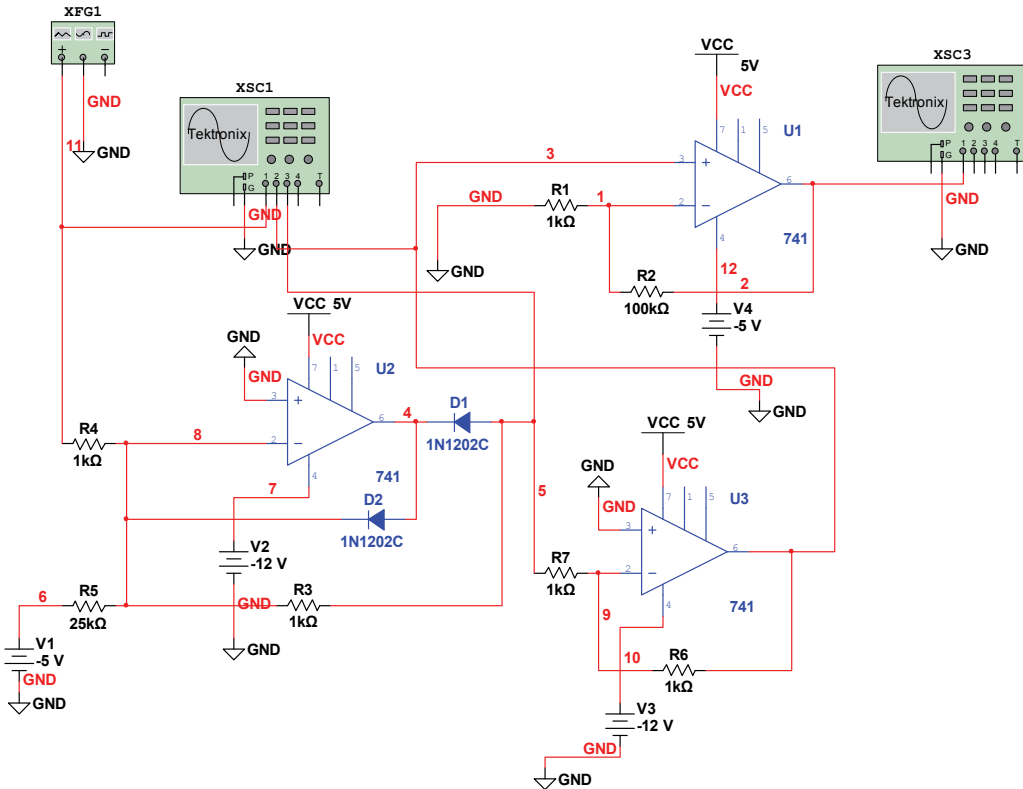 XFG1
GND
11
GND
XSC1
Tektronix
P
G
1 2 3 4
T
GND
GND
VCC
5V
VCC
7 1 5
U1
3
3
+
2
−
6
4
741
GND
R1
1kΩ
1
GND
R2
100kΩ
12
2
V4
-5 V
GND
GND
XSC3
Tektronix
P
G
1 2 3 4
T
GND
GND
VCC 5V
VCC
GND
GND
7 1 5
U2
3
+
2
−
6
4
741
4
D1
1N1202C
R4
1kΩ
8
7
D2
1N1202C
V2
-12 V
GND
GND
R3
1kΩ
6
R5
25kΩ
V1
-5 V
GND
GND
5
VCC 5V
VCC
GND
GND
7 1 5
U3
3
+
2
−
6
4
741
R7
1kΩ
9
10
R6
1kΩ
V3
-12 V
GND
GND